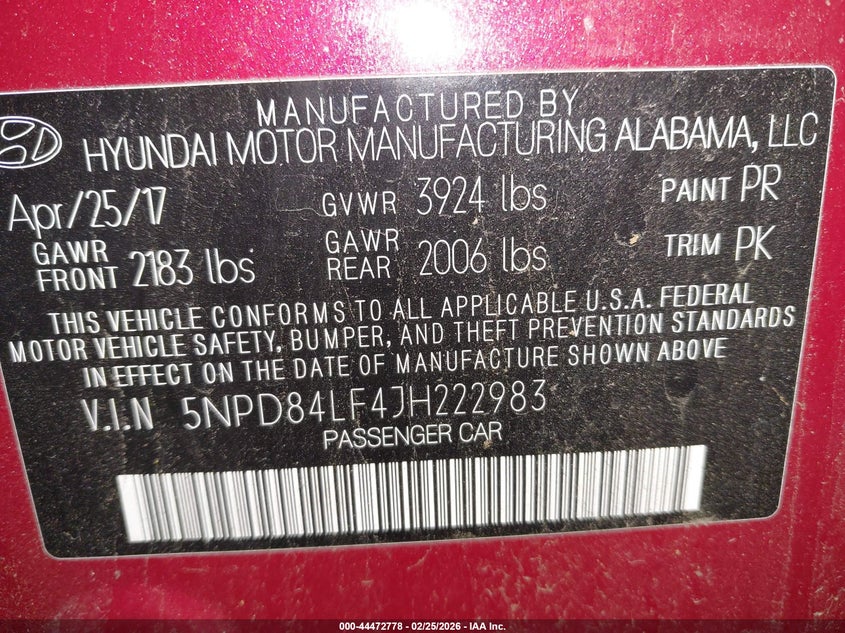 MANUFACTURED BY
HYUNDAI MOTOR MANUFACTURING ALABAMA, LLC
Apr/25/17 GVWR 3924 lbs PAINT PR
GAWR FRONT 2183 lbs GAWR REAR 2006 lbs TRIM PK
THIS VEHICLE CONFORMS TO ALL APPLICABLE U.S.A. FEDERAL
MOTOR VEHICLE SAFETY, BUMPER, AND THEFT PREVENTION STANDARDS
IN EFFECT ON THE DATE OF MANUFACTURE SHOWN ABOVE
V.I.N 5NPD84LF4JH222983
PASSENGER CAR
000-44472778 - 02/25/2026 - IAA Inc.